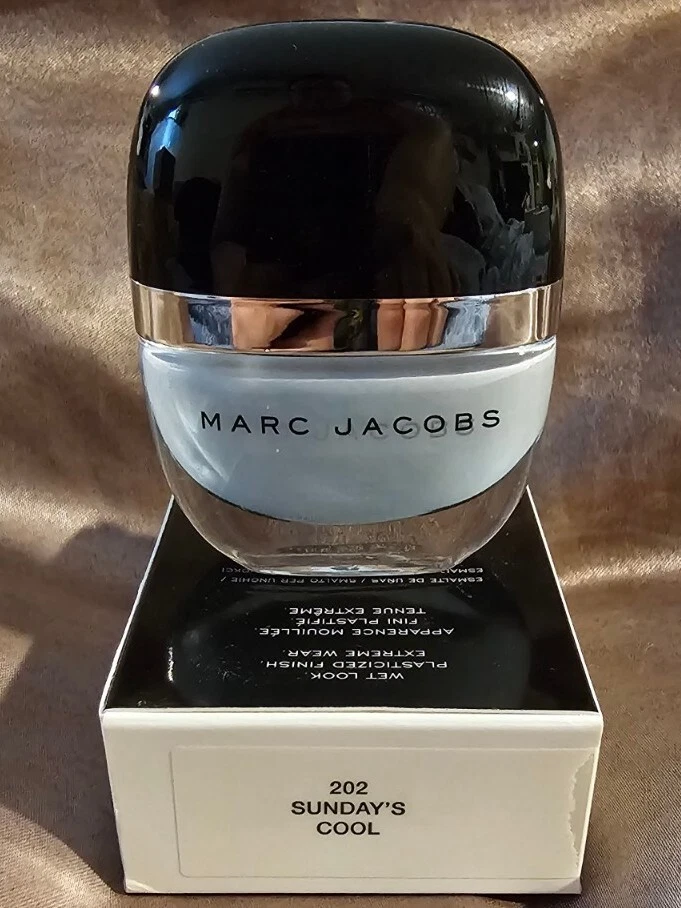 MARC JACOBS
WET LOOK.
PLASTICIZED FINISH.
EXTREME WEAR.
APPARENCE MOUILLÉE.
FINI PLASTIFIÉ.
TENUE EXTRÊME.
ESMALTE DE UÑAS / SMALTO PER UNGHIE /
202
SUNDAY'S
COOL